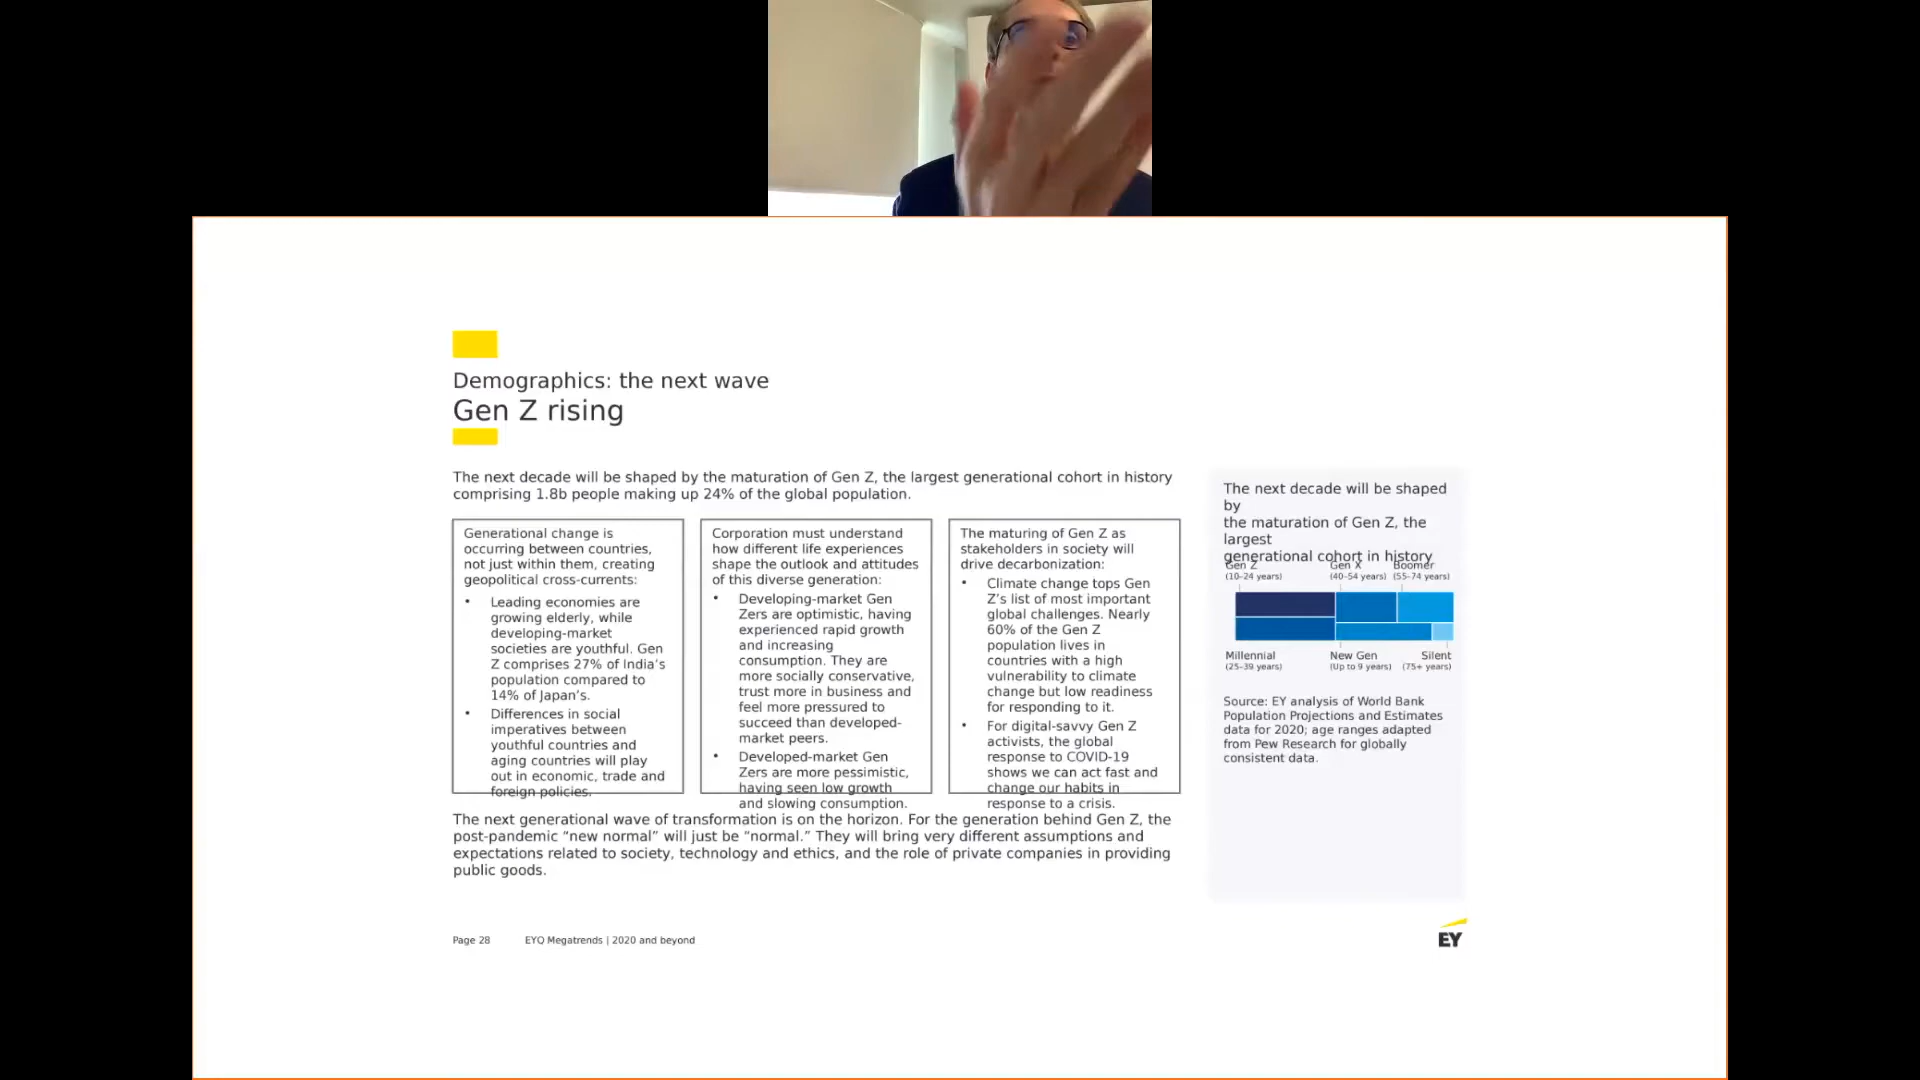 Demographics: the next wave
Gen Z rising
The next decade will be shaped by the maturation of Gen Z, the largest generational cohort in history
comprising 1.8b people making up 24% of the global population.
Generational change is
occurring between countries,
not just within them, creating
geopolitical cross-currents:
• Leading economies are
growing elderly, while
developing-market
societies are youthful. Gen
Z comprises 27% of India’s
population compared to
14% of Japan’s.
• Differences in social
imperatives between
youthful countries and
aging countries will play
out in economic, trade and
foreign policies.
Corporation must understand
how different life experiences
shape the outlook and attitudes
of this diverse generation:
• Developing-market Gen
Zers are optimistic, having
experienced rapid growth
and increasing
consumption. They are
more socially conservative,
trust more in business and
feel more pressured to
succeed than developed-
market peers.
• Developed-market Gen
Zers are more pessimistic,
having seen low growth
and slowing consumption.
The maturing of Gen Z as
stakeholders in society will
drive decarbonization:
• Climate change tops Gen
Z’s list of most important
global challenges. Nearly
60% of the Gen Z
population lives in
countries with a high
vulnerability to climate
change but low readiness
for responding to it.
• For digital-savvy Gen Z
activists, the global
response to COVID-19
shows we can act fast and
change our habits in
response to a crisis.
The next generational wave of transformation is on the horizon. For the generation behind Gen Z, the
post-pandemic “new normal” will just be “normal.” They will bring very different assumptions and
expectations related to society, technology and ethics, and the role of private companies in providing
public goods.
The next decade will be shaped
by
the maturation of Gen Z, the
largest
generational cohort in history
Gen Z Gen X Boomer
(10–24 years) (40–54 years) (55–74 years)
Millennial New Gen Silent
(25–39 years) (Up to 9 years) (75+ years)
Source: EY analysis of World Bank
Population Projections and Estimates
data for 2020; age ranges adapted
from Pew Research for globally
consistent data.
Page 28 EYQ Megatrends | 2020 and beyond
EY